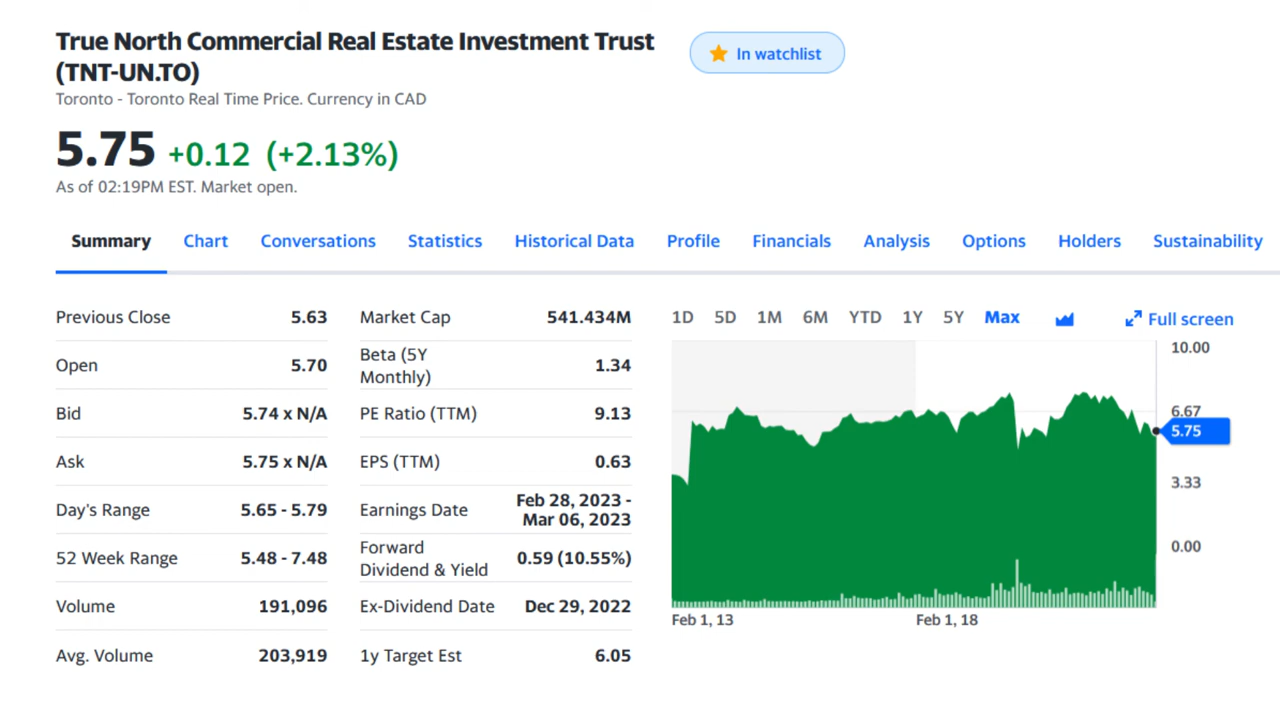 True North Commercial Real Estate Investment Trust
(TNT-UN.TO)
In watchlist
Toronto - Toronto Real Time Price. Currency in CAD
5.75 +0.12 (+2.13%)
As of 02:19PM EST. Market open.
Summary Chart Conversations Statistics Historical Data Profile Financials Analysis Options Holders Sustainability
Previous Close 5.63
Open 5.70
Bid 5.74 x N/A
Ask 5.75 x N/A
Day's Range 5.65 - 5.79
52 Week Range 5.48 - 7.48
Volume 191,096
Avg. Volume 203,919
Market Cap 541.434M
Beta (5Y
Monthly) 1.34
PE Ratio (TTM) 9.13
EPS (TTM) 0.63
Earnings Date Feb 28, 2023 -
Mar 06, 2023
Forward
Dividend & Yield 0.59 (10.55%)
Ex-Dividend Date Dec 29, 2022
1y Target Est 6.05
1D 5D 1M 6M YTD 1Y 5Y Max Full screen
10.00
6.67
5.75
3.33
0.00
Feb 1, 13 Feb 1, 18